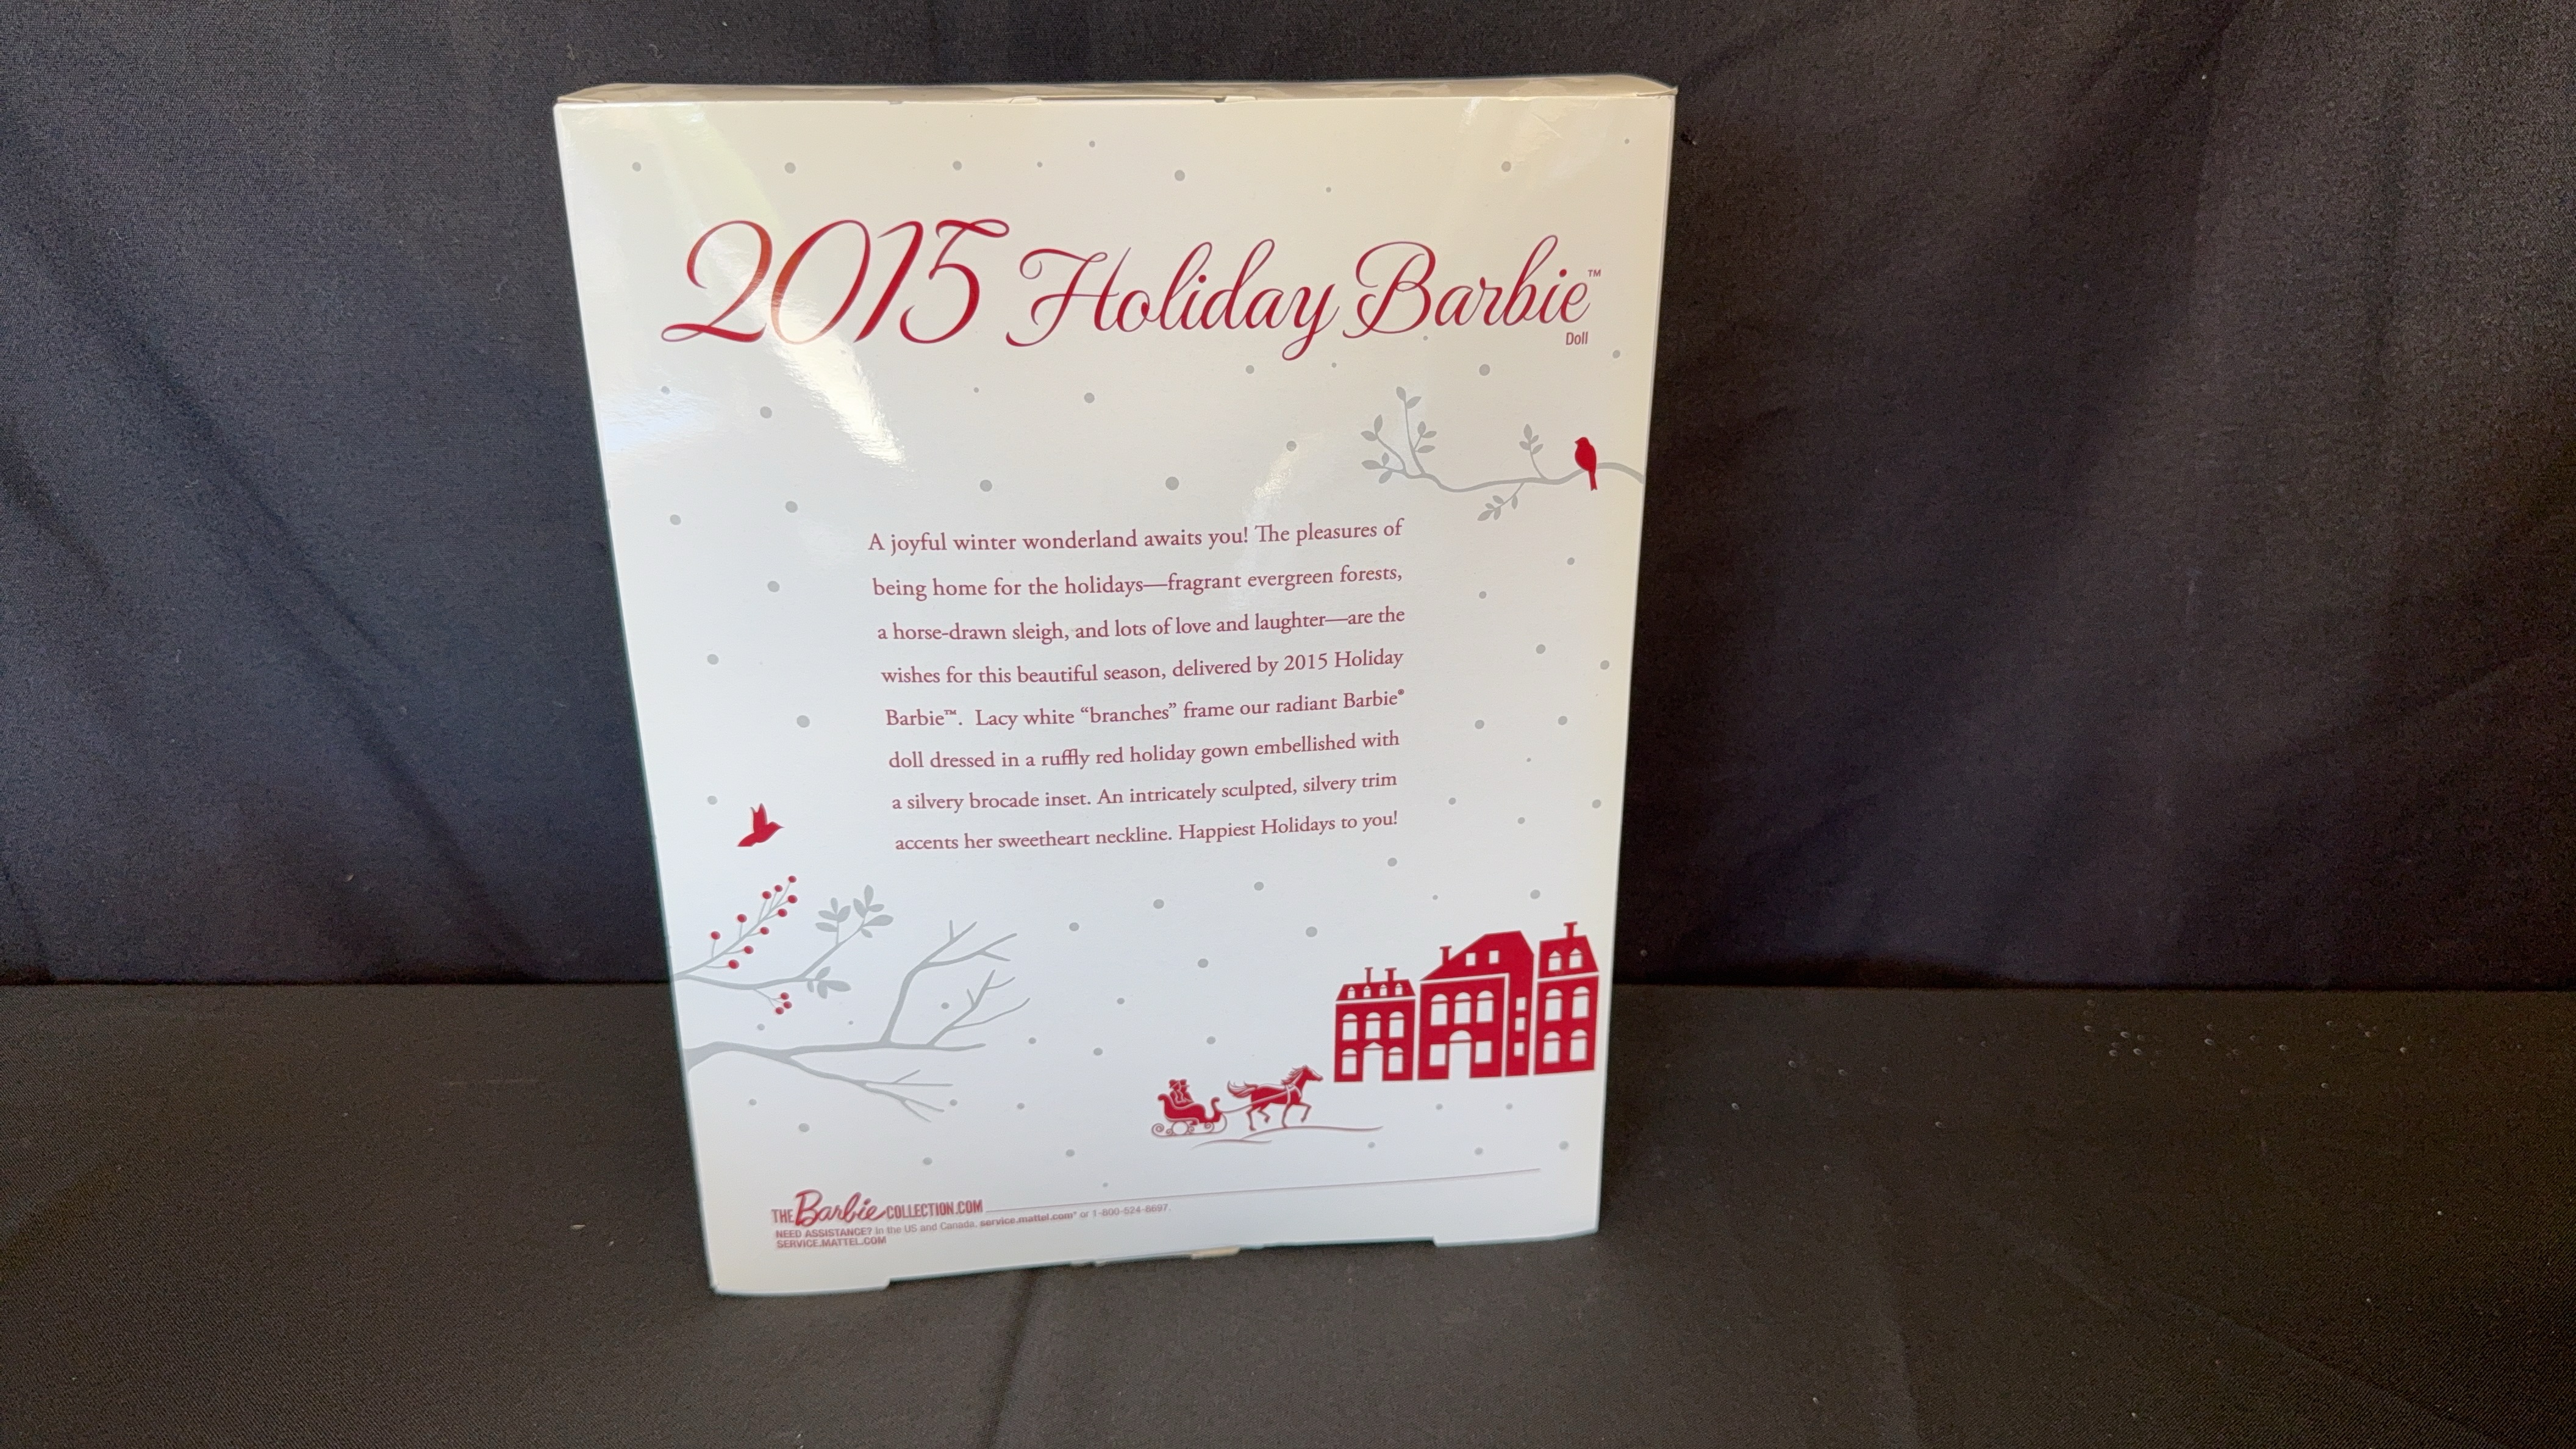 2015 Holiday Barbie™
Doll
A joyful winter wonderland awaits you! The pleasures of
being home for the holidays—fragrant evergreen forests,
a horse-drawn sleigh, and lots of love and laughter—are the
wishes for this beautiful season, delivered by 2015 Holiday
Barbie™. Lacy white “branches” frame our radiant Barbie®
doll dressed in a ruffly red holiday gown embellished with
a silvery brocade inset. An intricately sculpted, silvery trim
accents her sweetheart neckline. Happiest Holidays to you!
THE Barbie COLLECTION.COM
NEED ASSISTANCE? In the US and Canada, service.mattel.com* or 1-800-524-8697.
SERVICE.MATTEL.COM